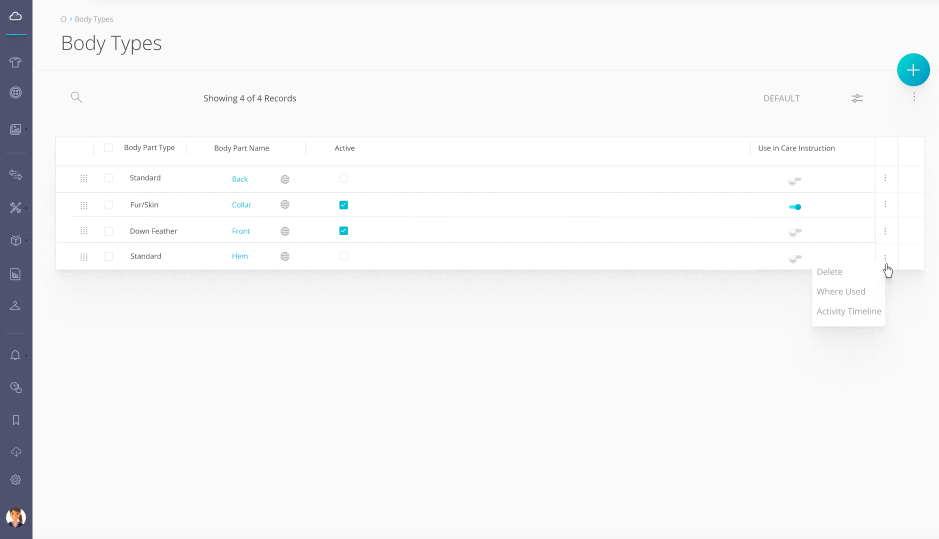 Body Types
Body Types
Showing 4 of 4 Records
DEFAULT
Body Part Type Body Part Name Active Use in Care Instruction
Standard Back
Fur/Skin Collar
Down Feather Front
Standard Hem
Delete
Where Used
Activity Timeline